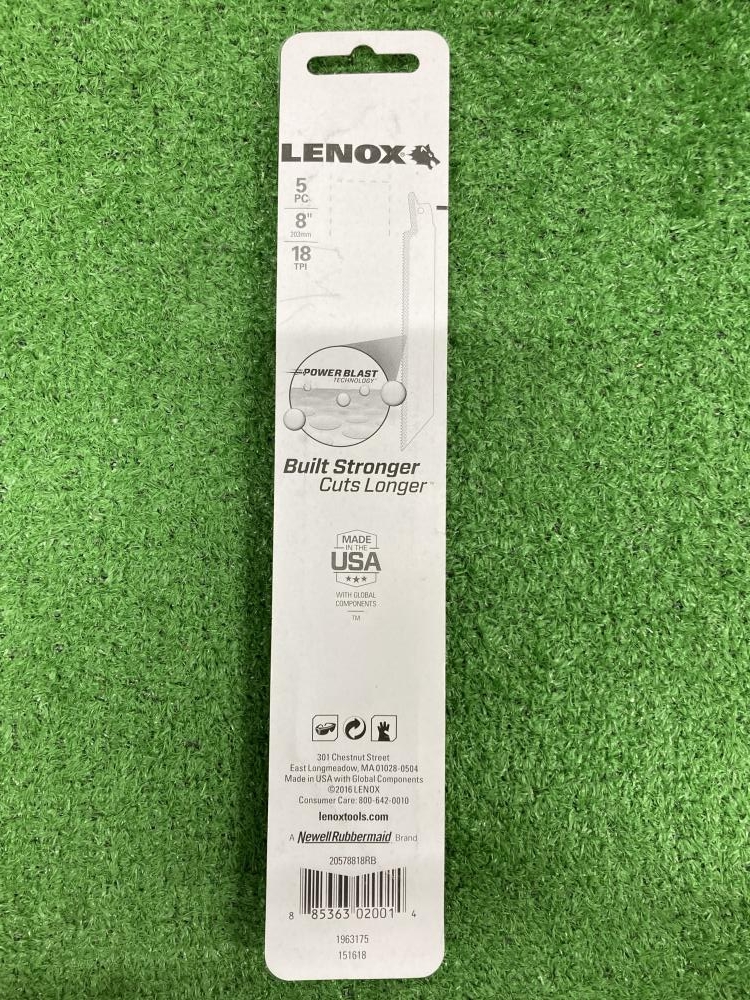 LENOX®
5
PC
8"
203mm
18
TPI
POWER BLAST
TECHNOLOGY™
Built Stronger
Cuts Longer™
MADE
IN THE
USA
WITH GLOBAL
COMPONENTS
TM
301 Chestnut Street
East Longmeadow, MA 01028-0504
Made in USA with Global Components
©2016 LENOX
Consumer Care: 800-642-0010
lenoxtools.com
A NewellRubbermaid Brand
20578818RB
8 85363 02001 4
1963175
151618